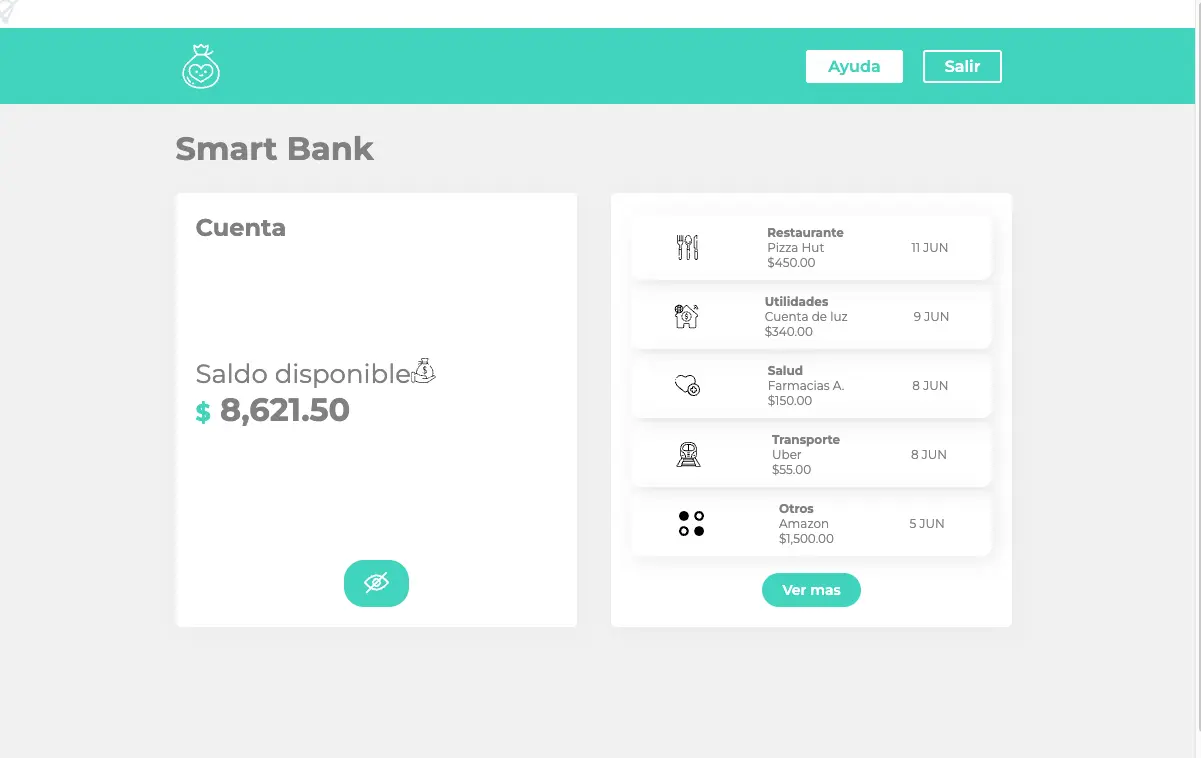 Ayuda
Salir
Smart Bank
Cuenta
Saldo disponible
$ 8,621.50
Restaurante
Pizza Hut
$450.00
11 JUN
Utilidades
Cuenta de luz
$340.00
9 JUN
Salud
Farmacias A.
$150.00
8 JUN
Transporte
Uber
$55.00
8 JUN
Otros
Amazon
$1,500.00
5 JUN
Ver mas